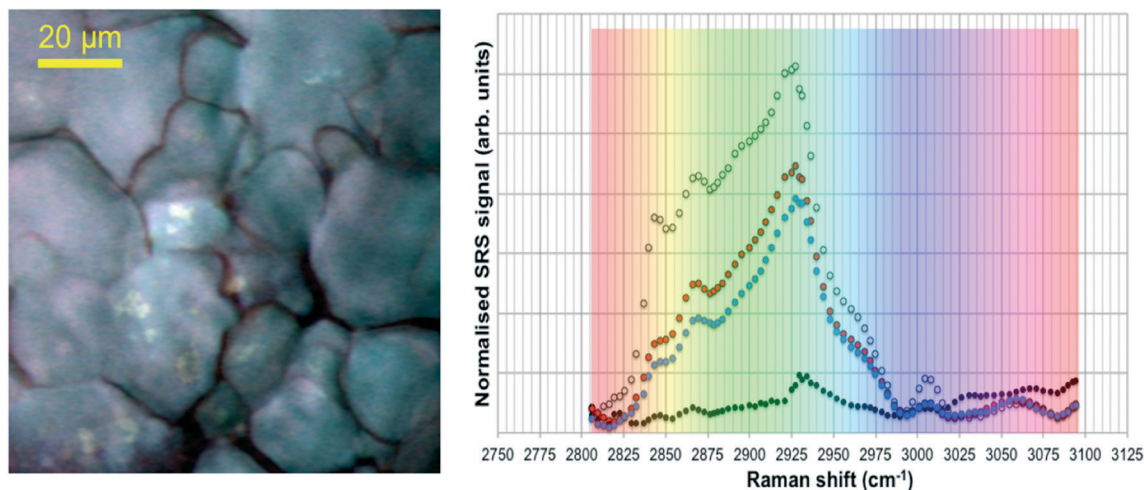 20 μm
Normalised SRS signal (arb. units)
2750 2775 2800 2825 2850 2875 2900 2925 2950 2975 3000 3025 3050 3075 3100 3125
Raman shift (cm⁻¹)